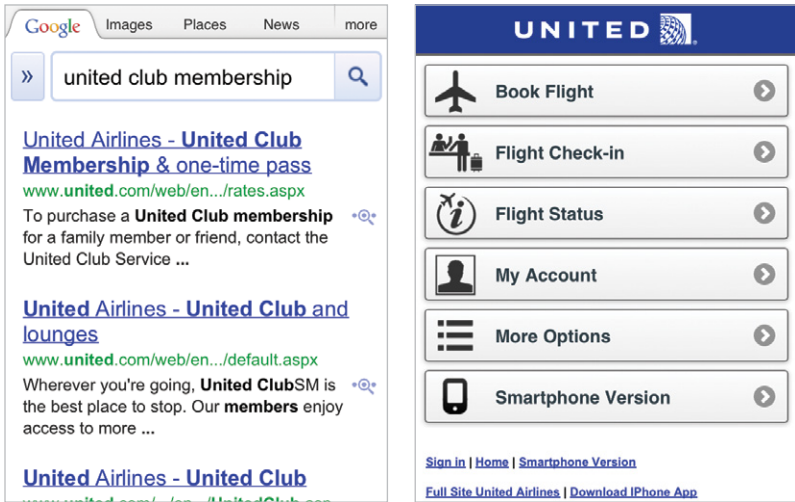 Google Images Places News more
» united club membership
United Airlines - United Club
Membership & one-time pass
www.united.com/web/en.../rates.aspx
To purchase a United Club membership
for a family member or friend, contact the
United Club Service ...
United Airlines - United Club and
lounges
www.united.com/web/en.../default.aspx
Wherever you're going, United ClubSM is
the best place to stop. Our members enjoy
access to more ...
United Airlines - United Club
UNITED
Book Flight
Flight Check-in
Flight Status
My Account
More Options
Smartphone Version
Sign in | Home | Smartphone Version
Full Site United Airlines | Download IPhone App